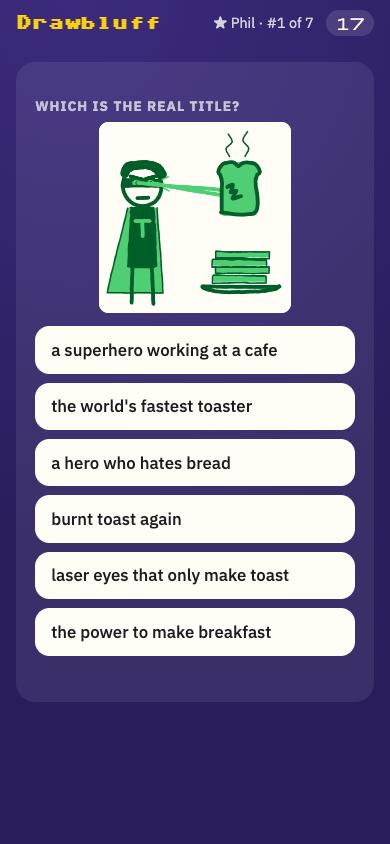 Drawbluff
★ Phil · #1 of 7
17
WHICH IS THE REAL TITLE?
T
a superhero working at a cafe
the world's fastest toaster
a hero who hates bread
burnt toast again
laser eyes that only make toast
the power to make breakfast